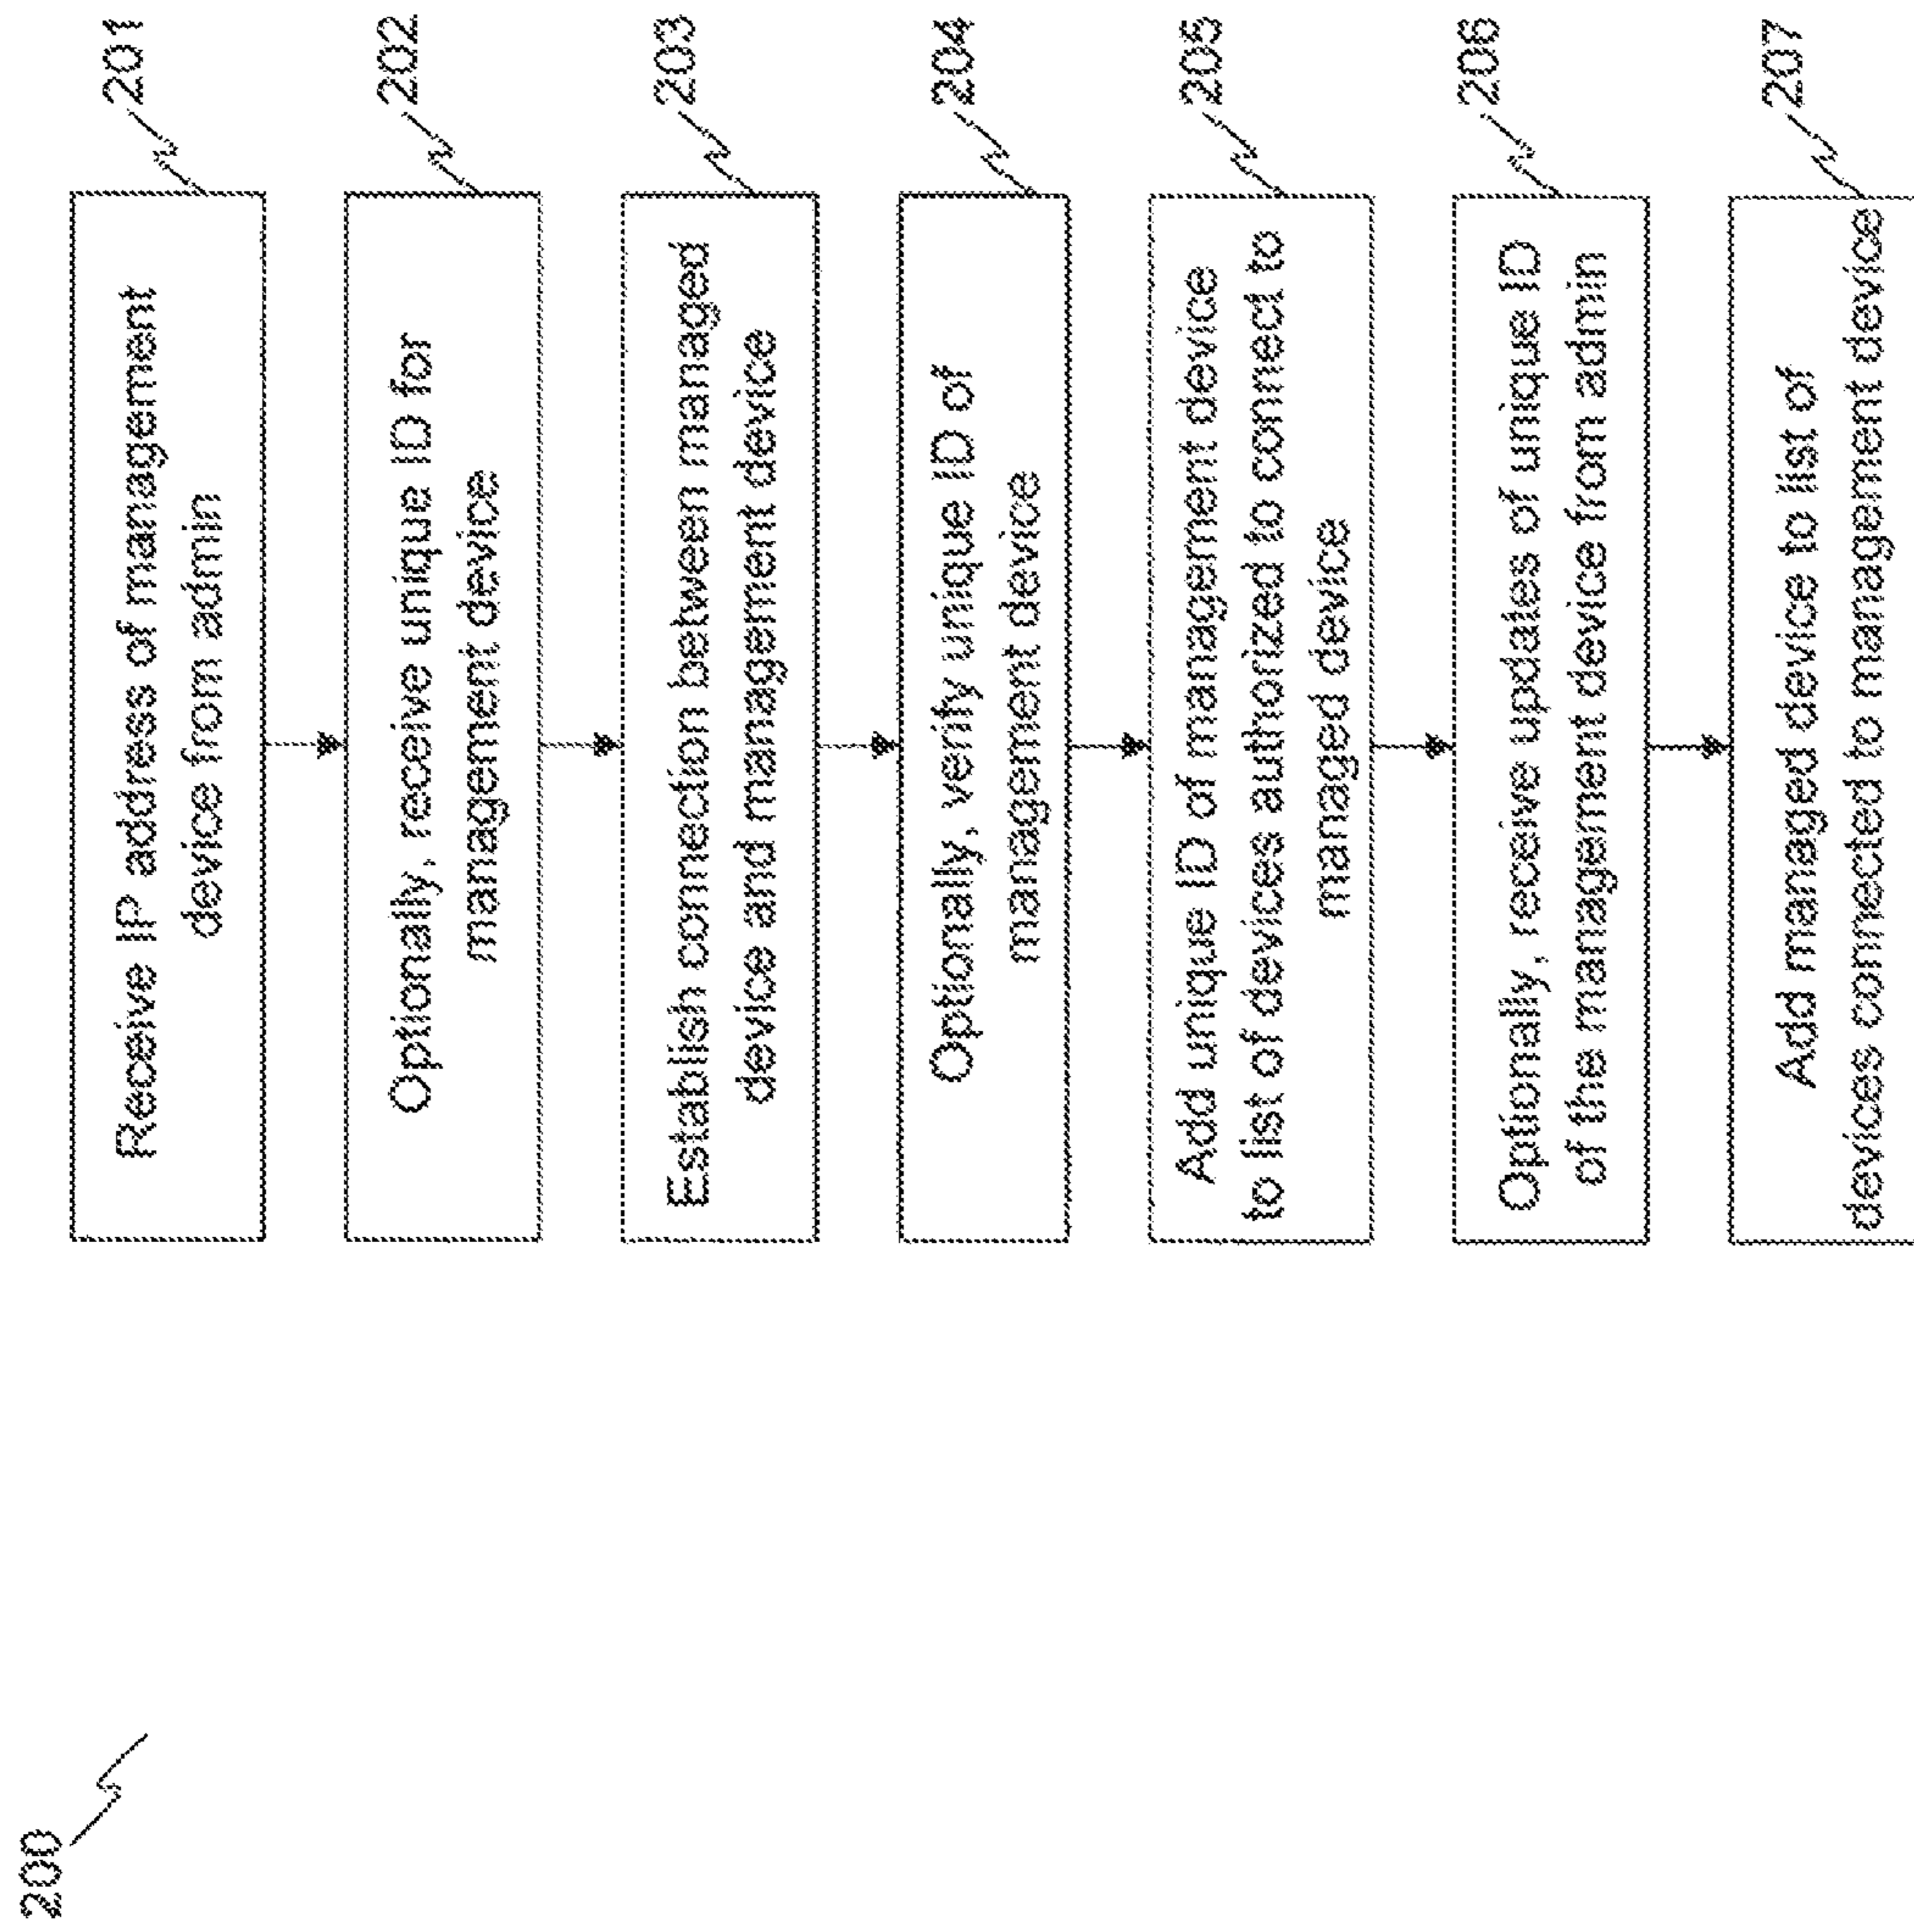 200
Receive IP address of management
device from admin
201
Optionally, receive unique ID for
management device
202
Establish connection between managed
device and management device
203
Optionally, verify unique ID of
management device
204
Add unique ID of management device
to list of devices authorized to connect to
managed device
205
Optionally, receive updates of unique ID
of the management device from admin
206
Add managed device to list of
devices connected to management device
207